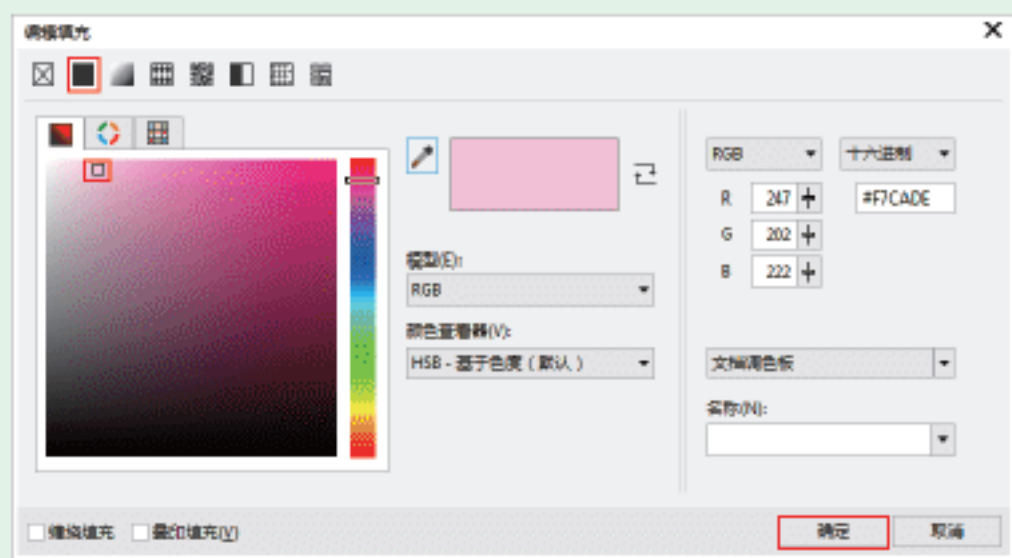 编辑填充
RGB
十六进制
R 247
#F7CADE
G 202
B 222
模型(E):
RGB
颜色查看器(V):
HSB - 基于色度（默认）
文档调色板
名称(N):
缠绕填充
叠印填充(V)
确定
取消